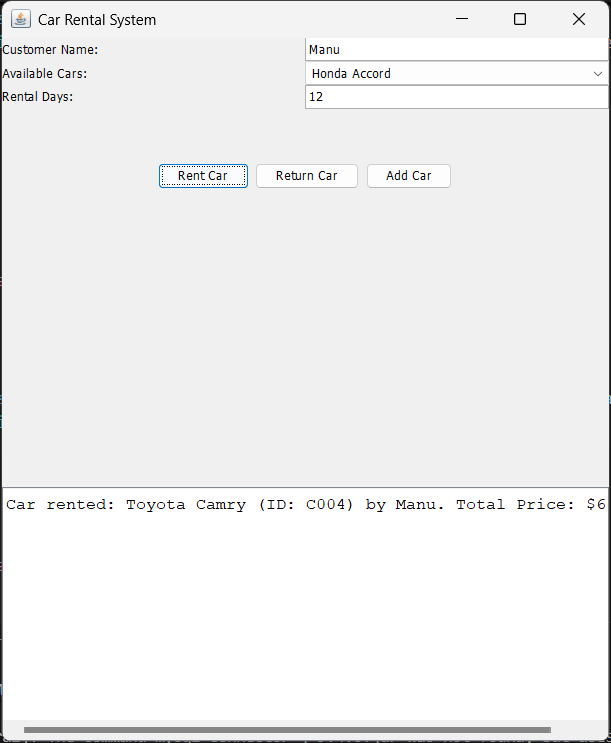 Car Rental System
Customer Name: Manu
Available Cars: Honda Accord
Rental Days: 12
Rent Car Return Car Add Car
Car rented: Toyota Camry (ID: C004) by Manu. Total Price: $6